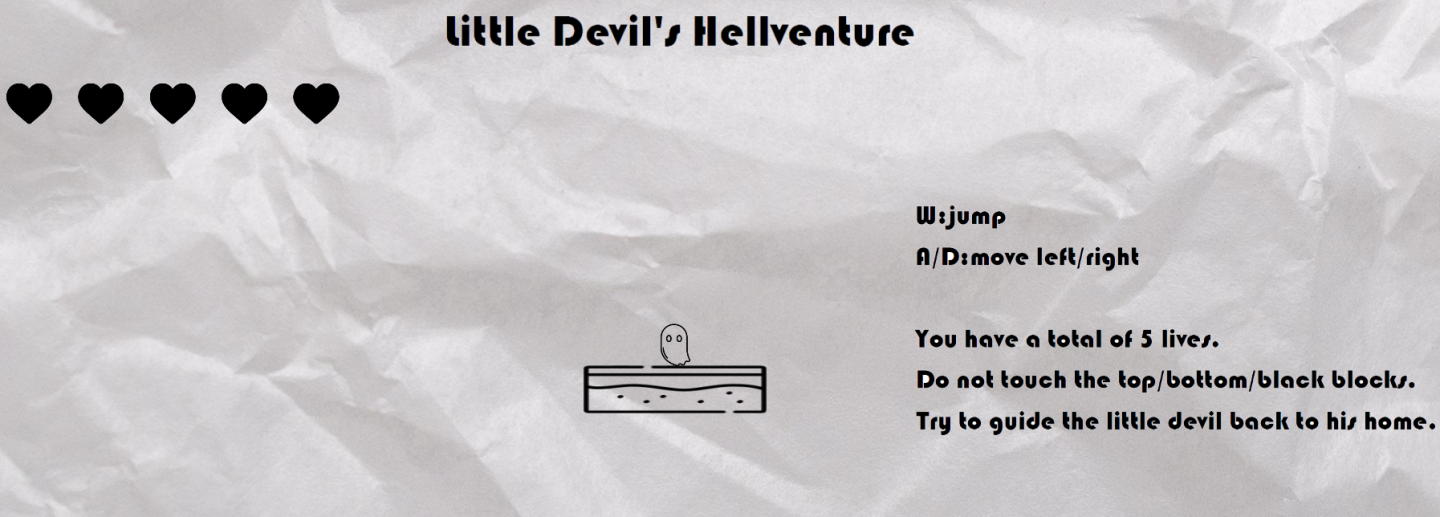 Little Devil's Hellventure
W:jump
A/D:move left/right
You have a total of 5 lives.
Do not touch the top/bottom/black blocks.
Try to guide the little devil back to his home.